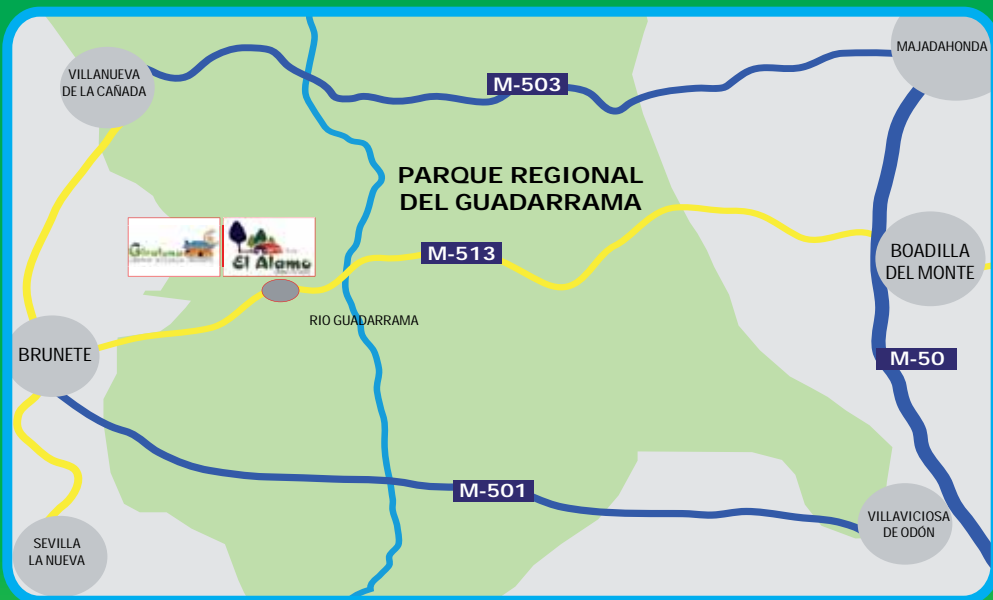 VILLANUEVA
DE LA CAÑADA
M-503
MAJADAHONDA
PARQUE REGIONAL
DEL GUADARRAMA
El Alamo
M-513
BOADILLA
DEL MONTE
RIO GUADARRAMA
BRUNETE
M-50
M-501
VILLAVICIOSA
DE ODÓN
SEVILLA
LA NUEVA